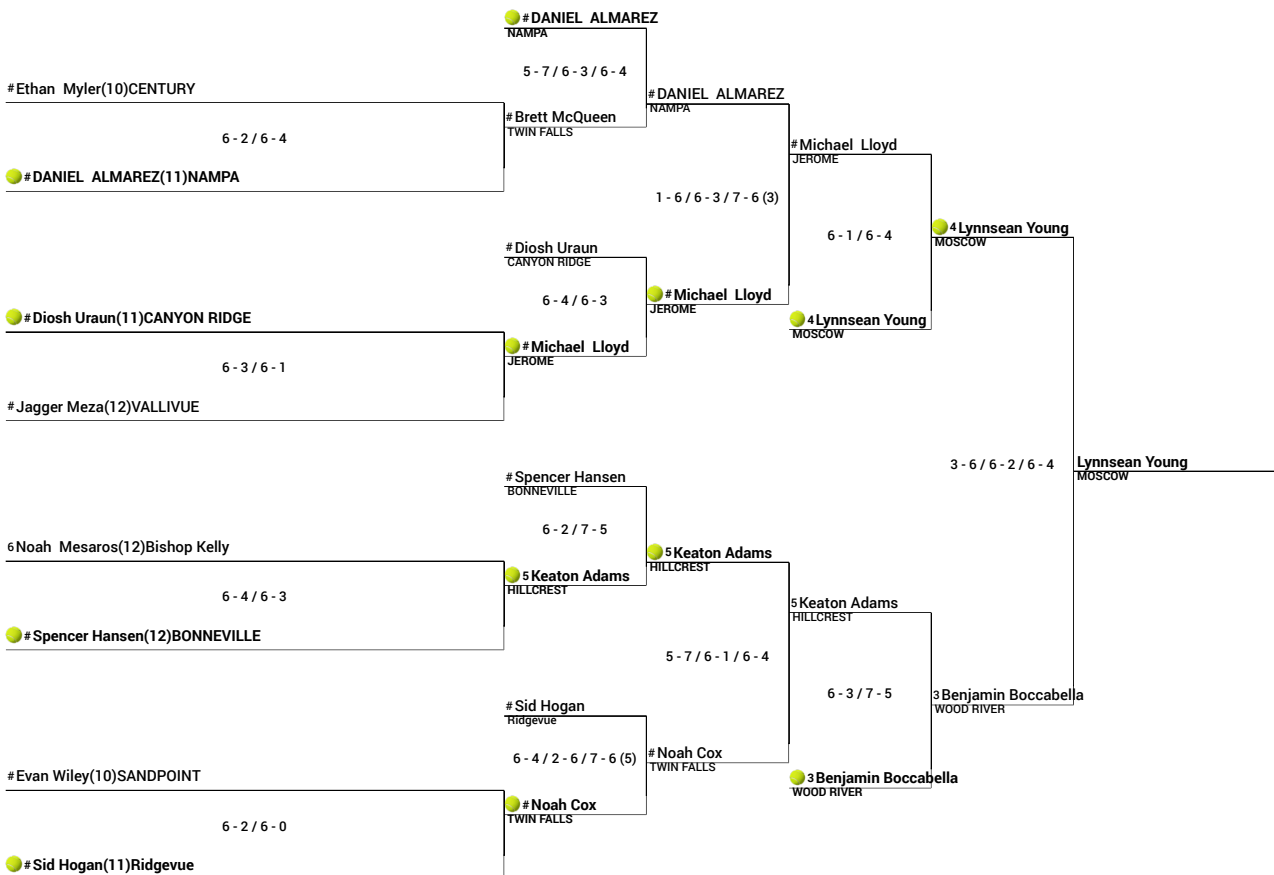 # DANIEL ALMAREZ
NAMPA
5 - 7 / 6 - 3 / 6 - 4
# Ethan Myler(10)CENTURY
# DANIEL ALMAREZ
NAMPA
# Brett McQueen
TWIN FALLS
6 - 2 / 6 - 4
# Michael Lloyd
JEROME
# DANIEL ALMAREZ(11)NAMPA
1 - 6 / 6 - 3 / 7 - 6 (3)
4 Lynnsean Young
MOSCOW
6 - 1 / 6 - 4
# Diosh Uraun
CANYON RIDGE
# Michael Lloyd
JEROME
6 - 4 / 6 - 3
# Diosh Uraun(11)CANYON RIDGE
4 Lynnsean Young
MOSCOW
# Michael Lloyd
JEROME
6 - 3 / 6 - 1
# Jagger Meza(12)VALLIVUE
3 - 6 / 6 - 2 / 6 - 4
Lynnsean Young
MOSCOW
# Spencer Hansen
BONNEVILLE
6 - 2 / 7 - 5
6 Noah Mesaros(12)Bishop Kelly
5 Keaton Adams
HILLCREST
5 Keaton Adams
HILLCREST
6 - 4 / 6 - 3
5 Keaton Adams
HILLCREST
# Spencer Hansen(12)BONNEVILLE
5 - 7 / 6 - 1 / 6 - 4
6 - 3 / 7 - 5
3 Benjamin Boccabella
WOOD RIVER
# Sid Hogan
Ridgevue
6 - 4 / 2 - 6 / 7 - 6 (5)
# Noah Cox
TWIN FALLS
# Evan Wiley(10)SANDPOINT
3 Benjamin Boccabella
WOOD RIVER
# Noah Cox
TWIN FALLS
6 - 2 / 6 - 0
# Sid Hogan(11)Ridgevue